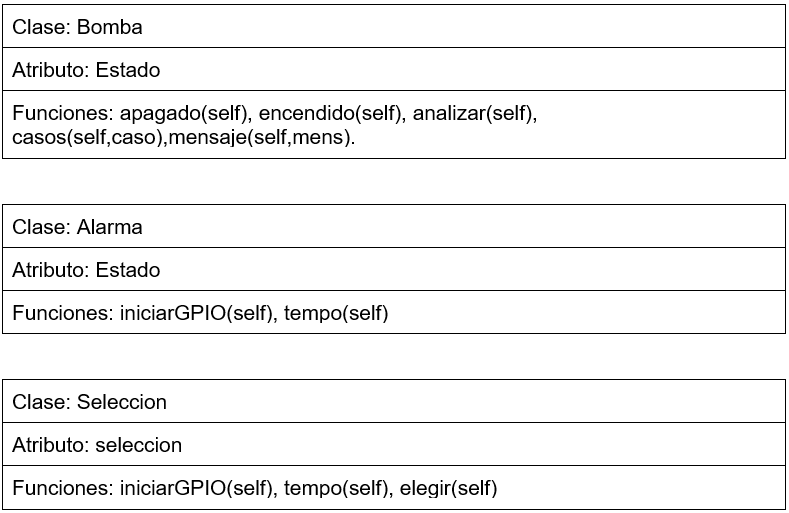 Clase: Bomba
Atributo: Estado
Funciones: apagado(self), encendido(self), analizar(self),
casos(self,caso),mensaje(self,mens).
Clase: Alarma
Atributo: Estado
Funciones: iniciarGPIO(self), tempo(self)
Clase: Seleccion
Atributo: seleccion
Funciones: iniciarGPIO(self), tempo(self), elegir(self)